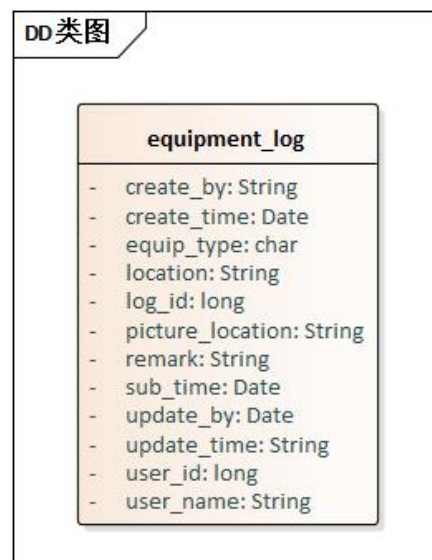 DD类图
equipment_log
- create_by: String
- create_time: Date
- equip_type: char
- location: String
- log_id: long
- picture_location: String
- remark: String
- sub_time: Date
- update_by: Date
- update_time: String
- user_id: long
- user_name: String